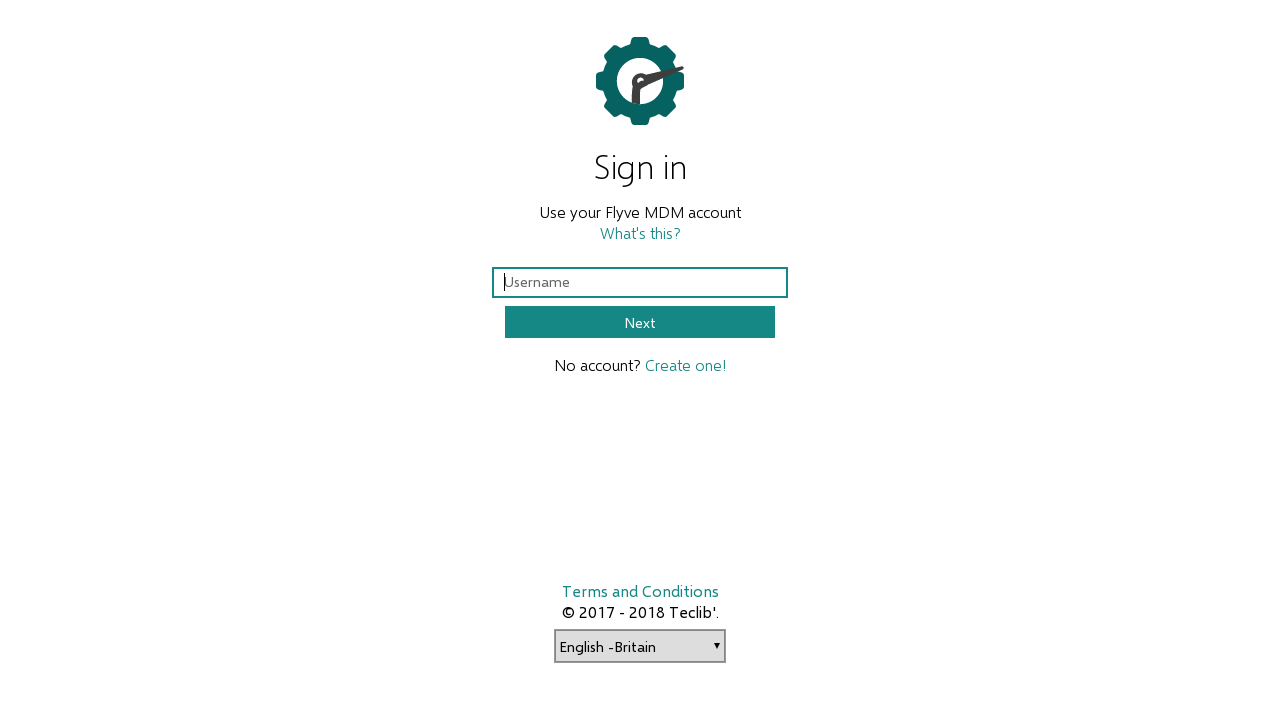 Sign in
Use your Flyve MDM account
What's this?
Username
Next
No account? Create one!
Terms and Conditions
© 2017 - 2018 Teclib'.
English -Britain